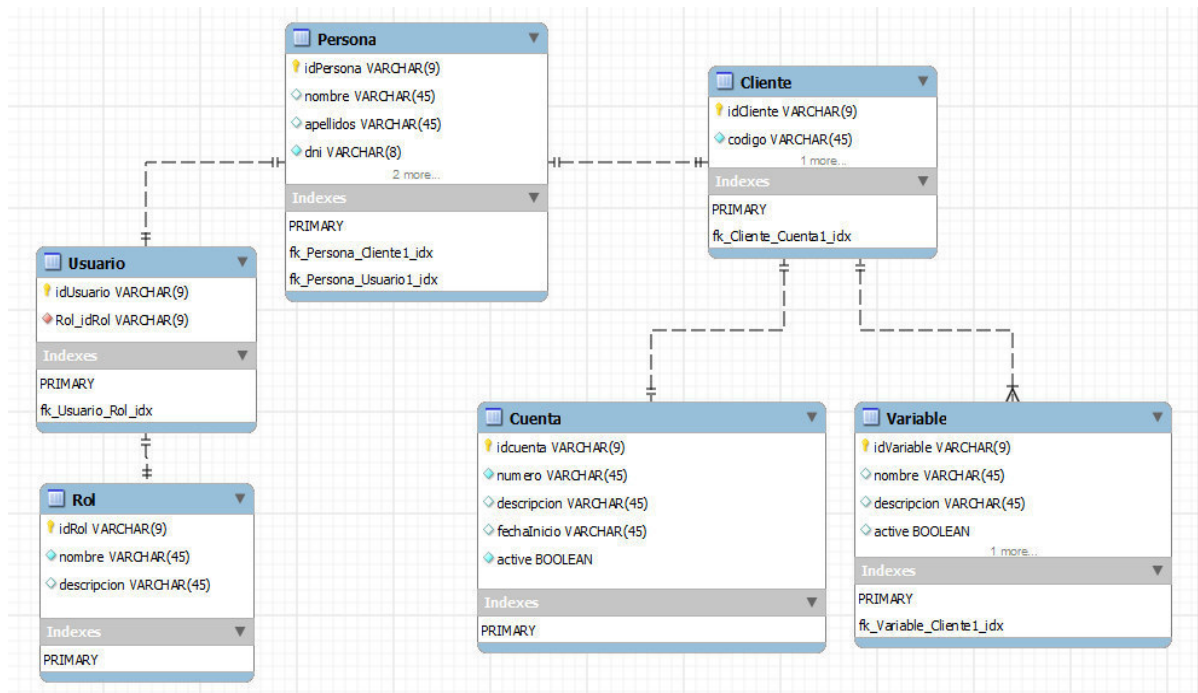 Persona
idPersona VARCHAR(9)
nombre VARCHAR(45)
apellidos VARCHAR(45)
dni VARCHAR(8)
2 more...
Indexes
PRIMARY
fk_Persona_Cliente1_idx
fk_Persona_Usuario1_idx
Cliente
idCliente VARCHAR(9)
codigo VARCHAR(45)
1 more...
Indexes
PRIMARY
fk_Cliente_Cuenta1_idx
Usuario
idUsuario VARCHAR(9)
Rol_idRol VARCHAR(9)
Indexes
PRIMARY
fk_Usuario_Rol_idx
Rol
idRol VARCHAR(9)
nombre VARCHAR(45)
descripcion VARCHAR(45)
Indexes
PRIMARY
Cuenta
idcuenta VARCHAR(9)
numero VARCHAR(45)
descripcion VARCHAR(45)
fechaInicio VARCHAR(45)
active BOOLEAN
Indexes
PRIMARY
Variable
idVariable VARCHAR(9)
nombre VARCHAR(45)
descripcion VARCHAR(45)
active BOOLEAN
1 more...
Indexes
PRIMARY
fk_Variable_Cliente1_idx